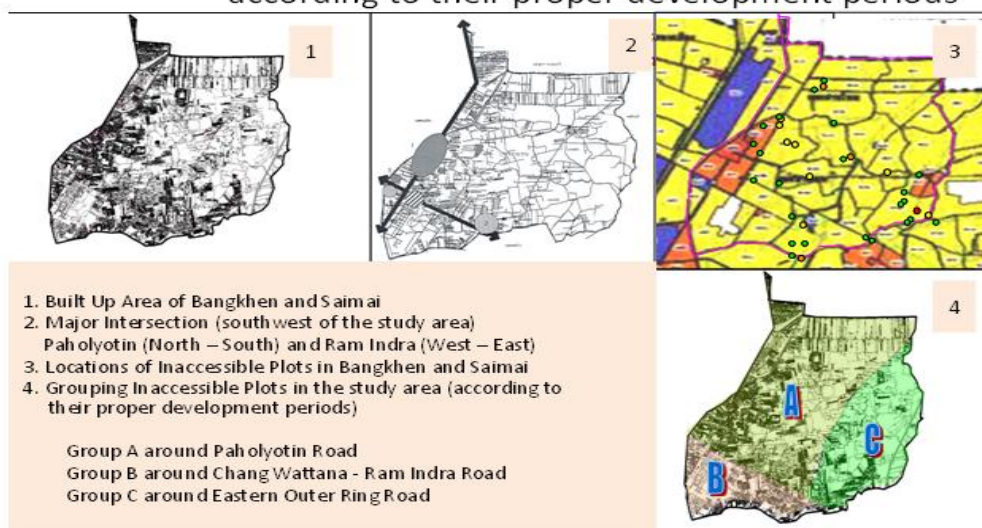 according to their proper development periods
1
2
3
1. Built Up Area of Bangkhen and Saimai
2. Major Intersection (southwest of the study area)
Paholyotin (North – South) and Ram Indra (West – East)
3. Locations of Inaccessible Plots in Bangkhen and Saimai
4. Grouping Inaccessible Plots in the study area (according to
their proper development periods)
Group A around Paholyotin Road
Group B around Chang Wattana - Ram Indra Road
Group C around Eastern Outer Ring Road
4
A
B
C